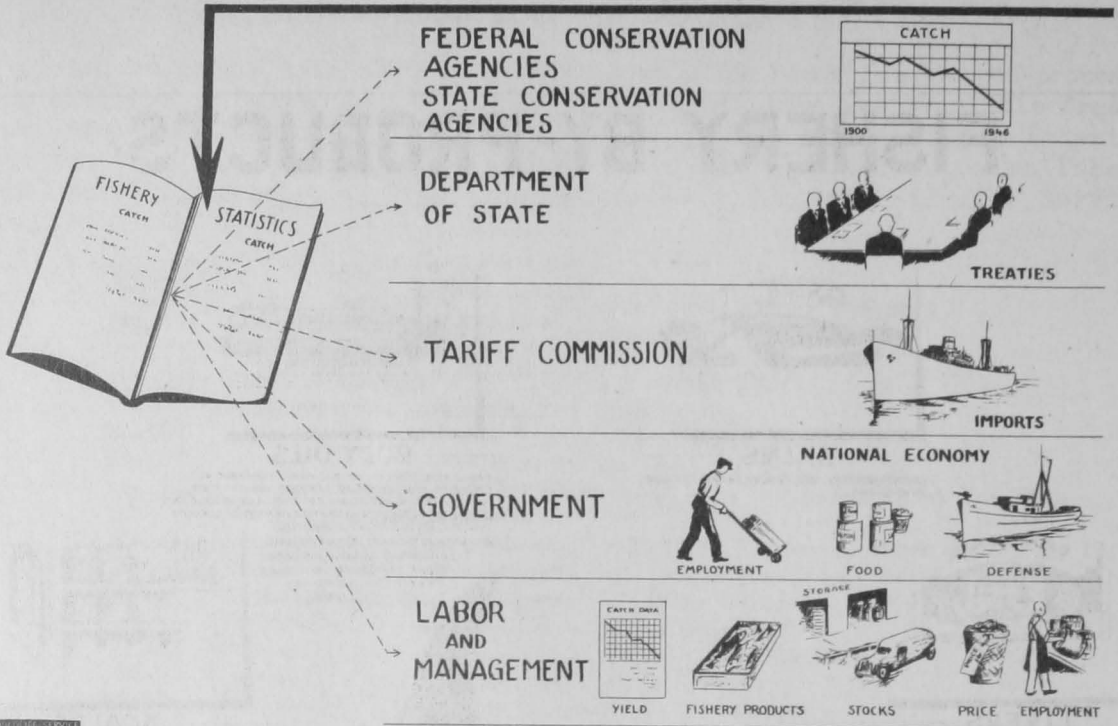 FEDERAL CONSERVATION
AGENCIES
STATE CONSERVATION
AGENCIES
CATCH
1900 1946
FISHERY
CATCH
STATISTICS
CATCH
DEPARTMENT
OF STATE
TREATIES
TARIFF COMMISSION
IMPORTS
GOVERNMENT
NATIONAL ECONOMY
EMPLOYMENT
FOOD
DEFENSE
LABOR
AND
MANAGEMENT
CATCH DATA
YIELD
FISHERY PRODUCTS
STORAGE
STOCKS
PRICE
EMPLOYMENT